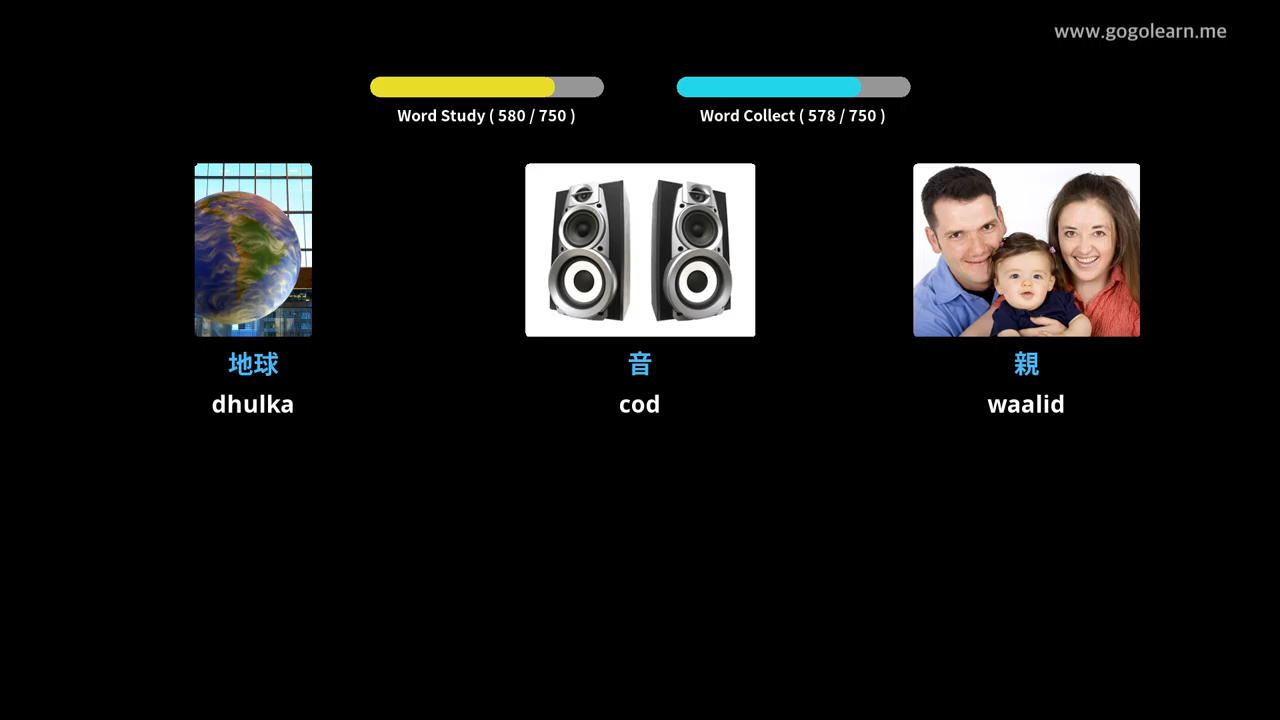 www.gogolearn.me
Word Study ( 580 / 750 )
Word Collect ( 578 / 750 )
地球
音
親
dhulka
cod
waalid